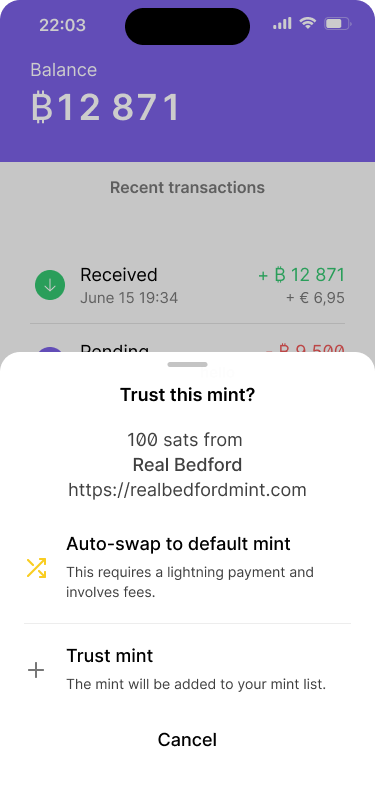 22:03
Balance
₿12 871
Recent transactions
Received
+ ₿ 12 871
June 15 19:34
+ € 6,95
Pending
- ₿ 9 500
Trust this mint?
100 sats from
Real Bedford
https://realbedfordmint.com
Auto-swap to default mint
This requires a lightning payment and
involves fees.
Trust mint
The mint will be added to your mint list.
Cancel